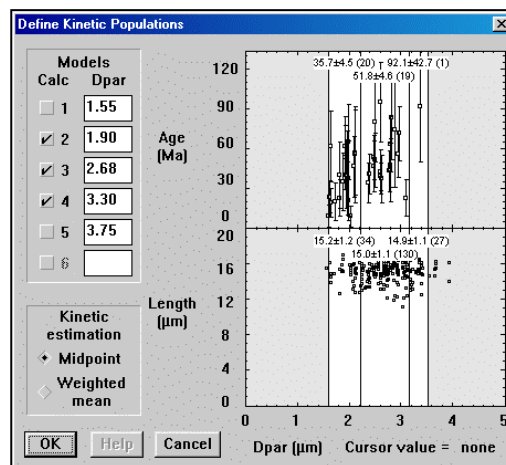 Define Kinetic Populations
Models
Calc Dpar
1 1.55
2 1.90
3 2.68
4 3.30
5 3.75
6
Kinetic
estimation
Midpoint
Weighted
mean
OK Help Cancel
35.7±4.5 (20) 92.1±42.7 (1)
51.8±4.6 (19)
120
90
Age
(Ma)
60
30
0
15.2±1.2 (34) 14.9±1.1 (27)
15.0±1.1 (130)
20
16
12
Length
(µm)
8
4
0
0 1 2 3 4 5
Dpar (µm) Cursor value = none